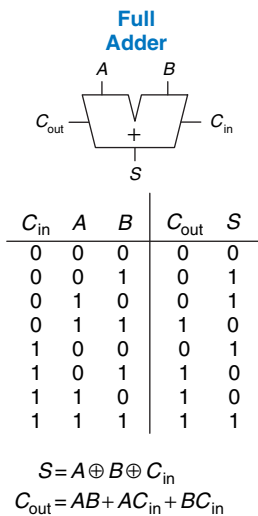 Full
Adder
A B
Cout Cin
+
S
Cin A B Cout S
0 0 0 0 0
0 0 1 0 1
0 1 0 0 1
0 1 1 1 0
1 0 0 0 1
1 0 1 1 0
1 1 0 1 0
1 1 1 1 1
S = A ⊕ B ⊕ Cin
Cout = AB + ACin + BCin